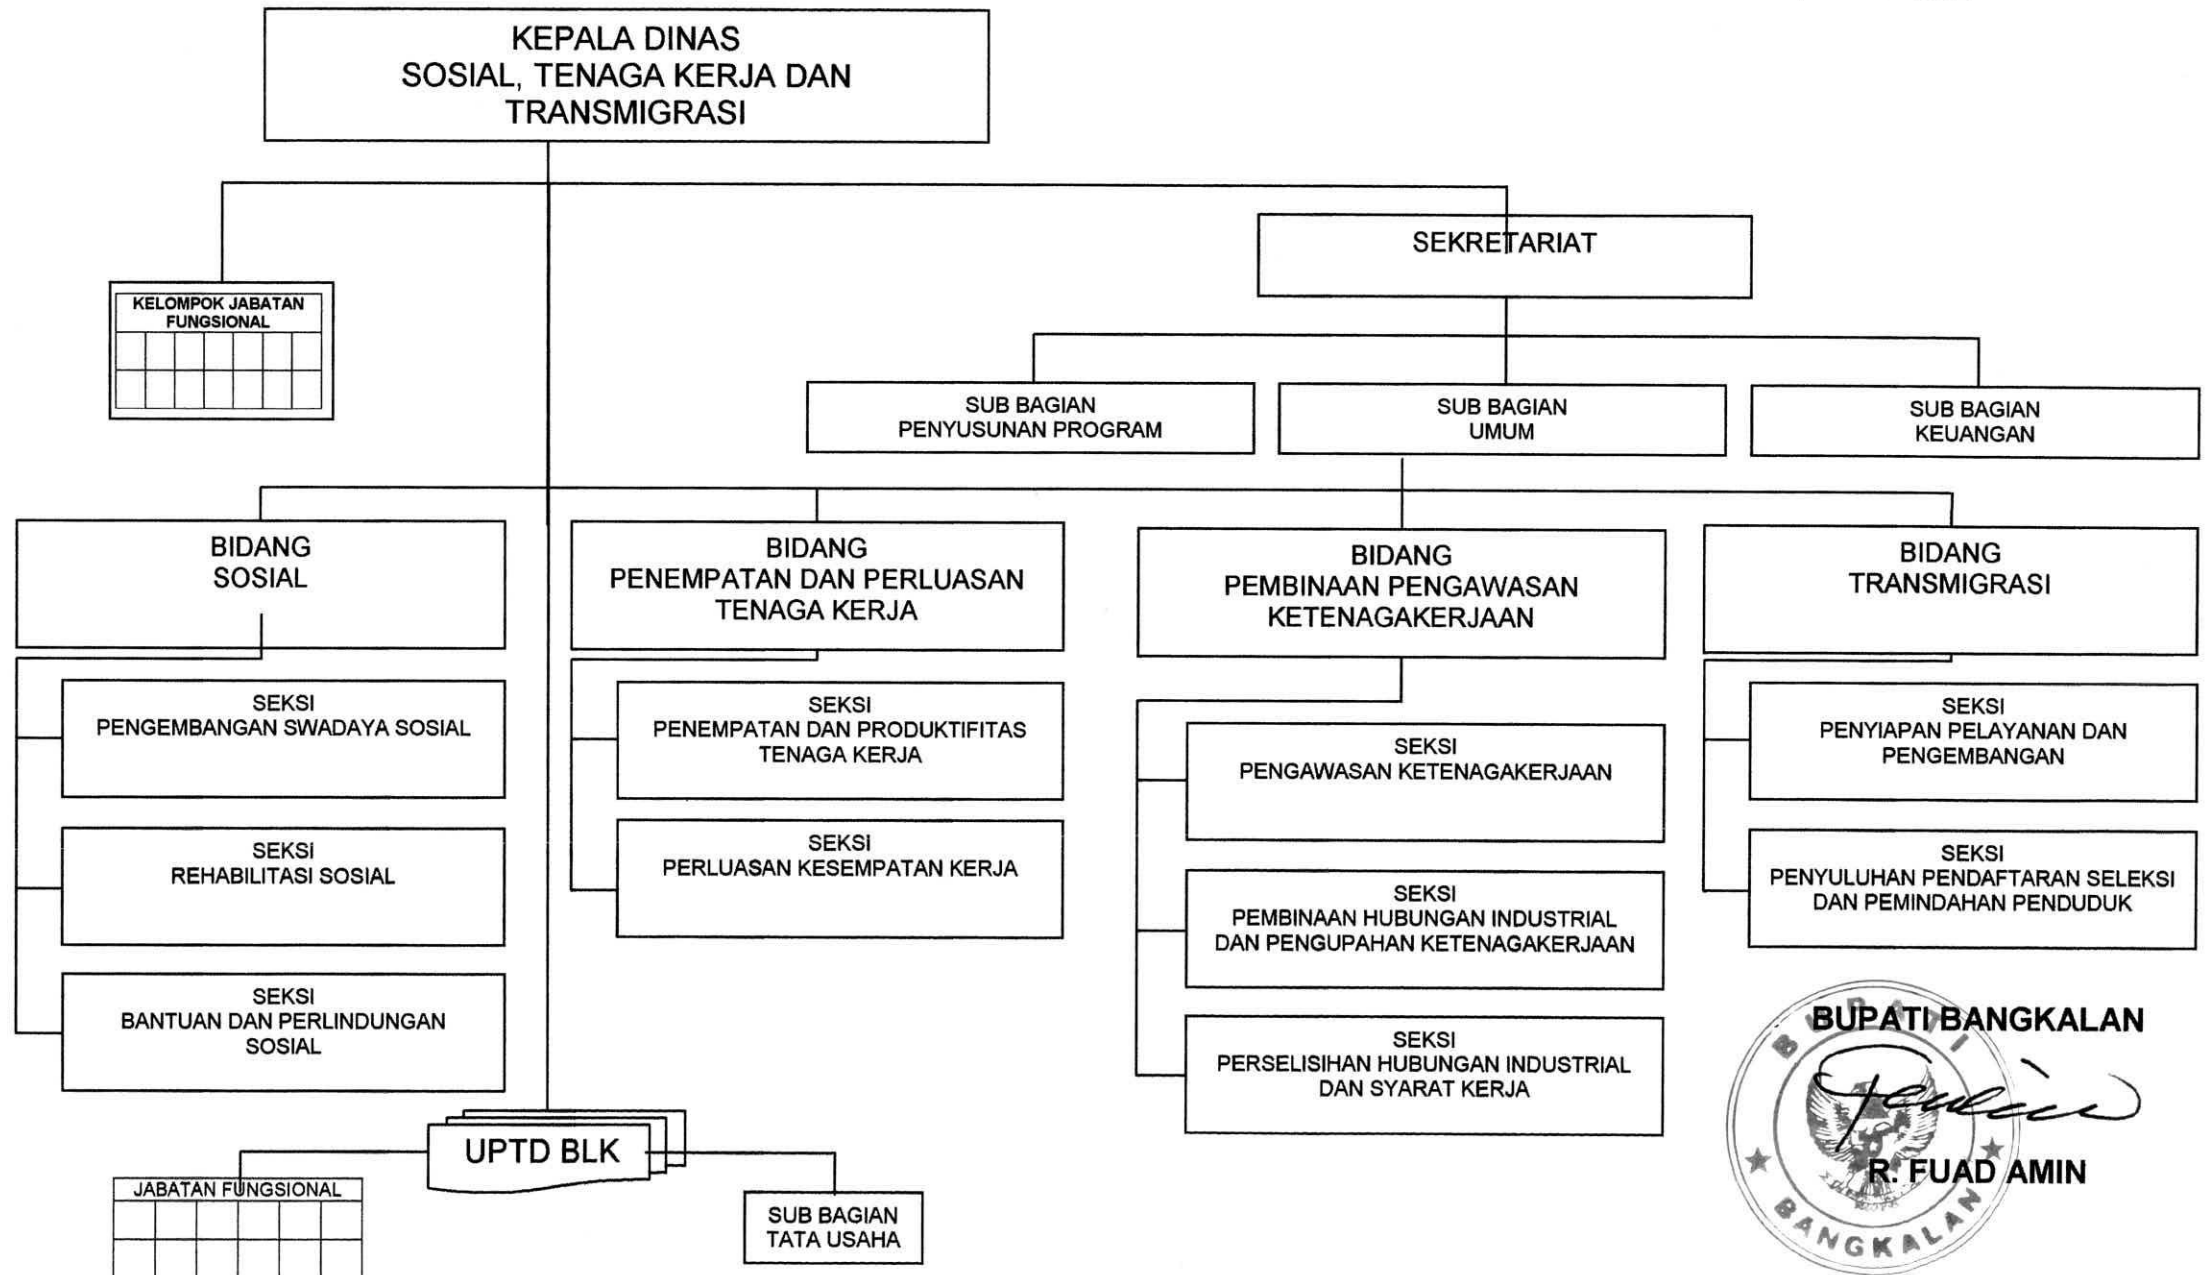 KEPALA DINAS
SOSIAL, TENAGA KERJA DAN
TRANSMIGRASI
SEKRETARIAT
KELOMPOK JABATAN
FUNGSIONAL
SUB BAGIAN
PENYUSUNAN PROGRAM
SUB BAGIAN
UMUM
SUB BAGIAN
KEUANGAN
BIDANG
SOSIAL
BIDANG
PENEMPATAN DAN PERLUASAN
TENAGA KERJA
BIDANG
PEMBINAAN PENGAWASAN
KETENAGAKERJAAN
BIDANG
TRANSMIGRASI
SEKSI
PENGEMBANGAN SWADAYA SOSIAL
SEKSI
REHABILITASI SOSIAL
SEKSI
BANTUAN DAN PERLINDUNGAN
SOSIAL
SEKSI
PENEMPATAN DAN PRODUKTIFITAS
TENAGA KERJA
SEKSI
PERLUASAN KESEMPATAN KERJA
SEKSI
PENGAWASAN KETENAGAKERJAAN
SEKSI
PEMBINAAN HUBUNGAN INDUSTRIAL
DAN PENGUPAHAN KETENAGAKERJAAN
SEKSI
PERSELISIHAN HUBUNGAN INDUSTRIAL
DAN SYARAT KERJA
SEKSI
PENYIAPAN PELAYANAN DAN
PENGEMBANGAN
SEKSI
PENYULUHAN PENDAFTARAN SELEKSI
DAN PEMINDAHAN PENDUDUK
UPTD BLK
JABATAN FUNGSIONAL
SUB BAGIAN
TATA USAHA
BUPATI BANGKALAN
BUPATI
BANGKALAN
R. FUAD AMIN